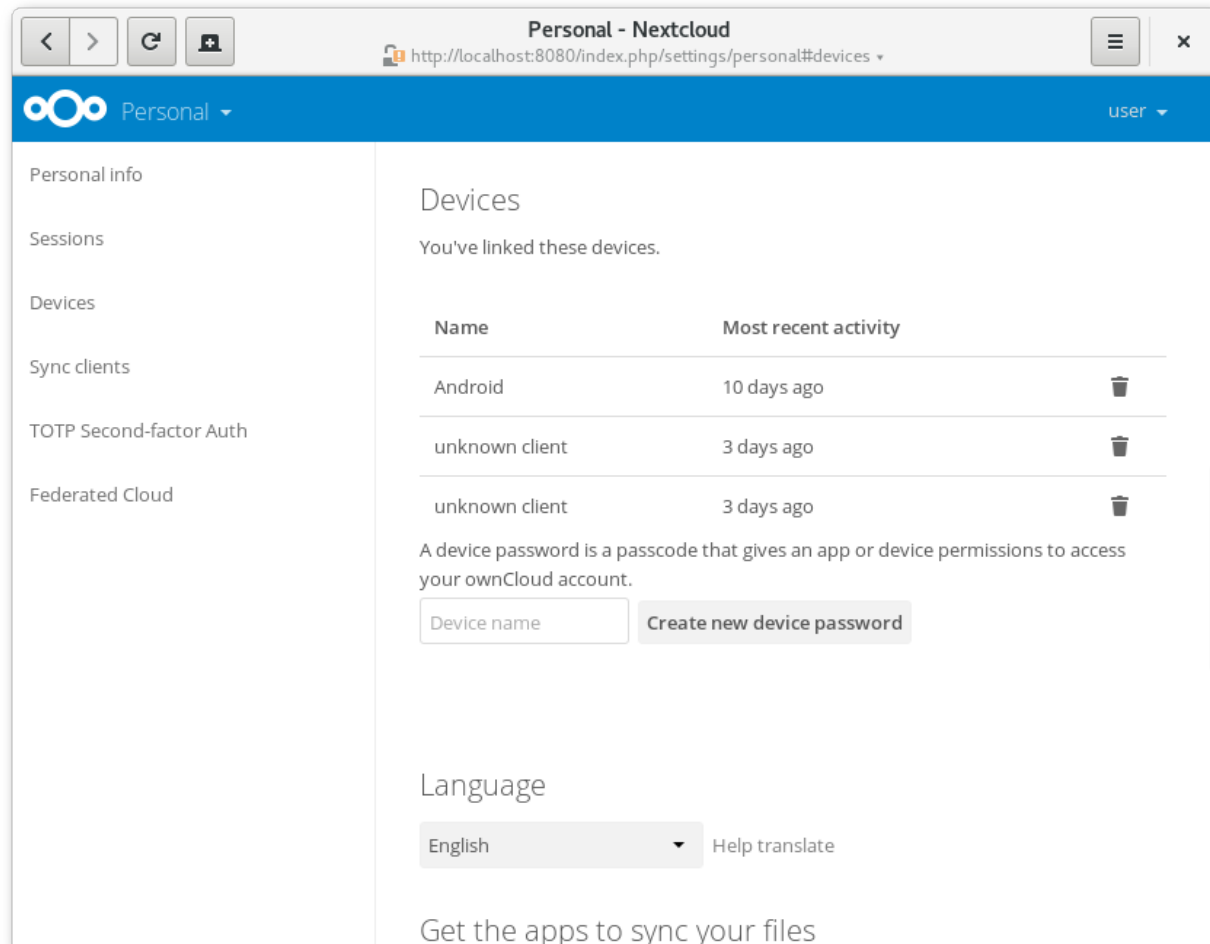 Personal - Nextcloud
http://localhost:8080/index.php/settings/personal#devices
Personal
user
Personal info
Sessions
Devices
Sync clients
TOTP Second-factor Auth
Federated Cloud
Devices
You've linked these devices.
Name Most recent activity
Android 10 days ago
unknown client 3 days ago
unknown client 3 days ago
A device password is a passcode that gives an app or device permissions to access
your ownCloud account.
Device name Create new device password
Language
English Help translate
Get the apps to sync your files